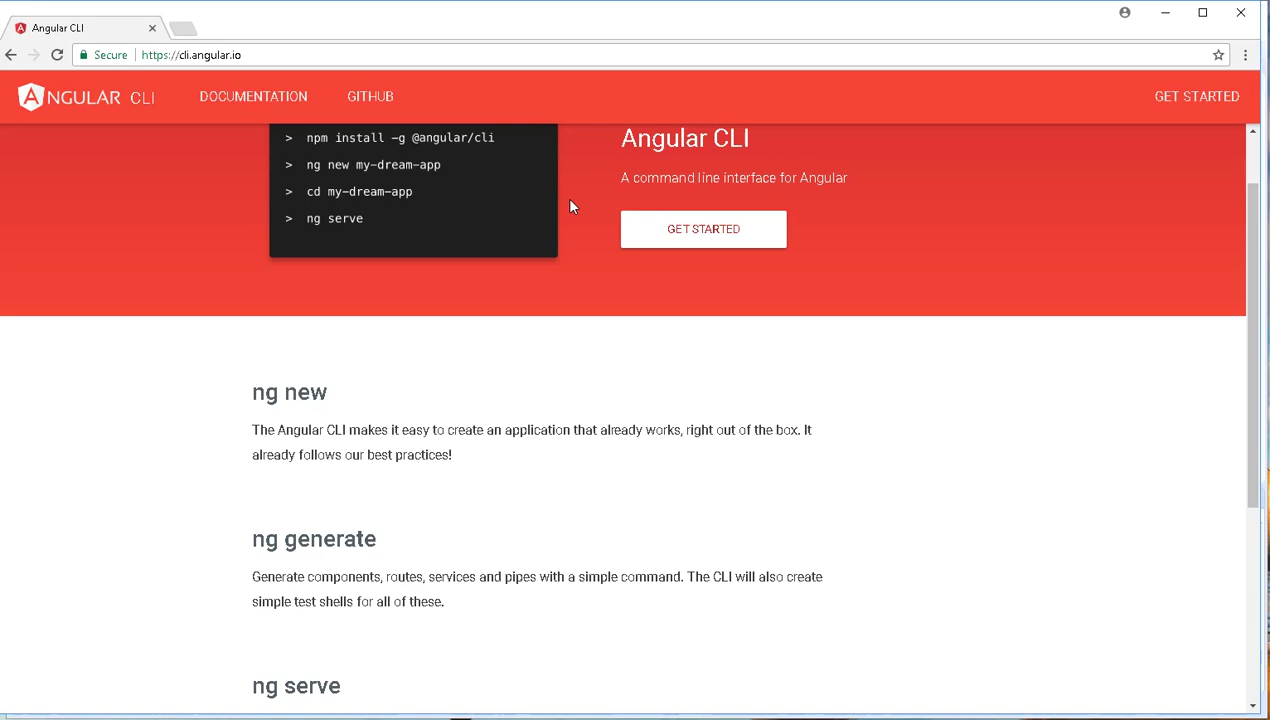 Angular CLI
Secure https://cli.angular.io
ANGULAR CLI DOCUMENTATION GITHUB GET STARTED
> npm install -g @angular/cli
> ng new my-dream-app
> cd my-dream-app
> ng serve
Angular CLI
A command line interface for Angular
GET STARTED
ng new
The Angular CLI makes it easy to create an application that already works, right out of the box. It
already follows our best practices!
ng generate
Generate components, routes, services and pipes with a simple command. The CLI will also create
simple test shells for all of these.
ng serve